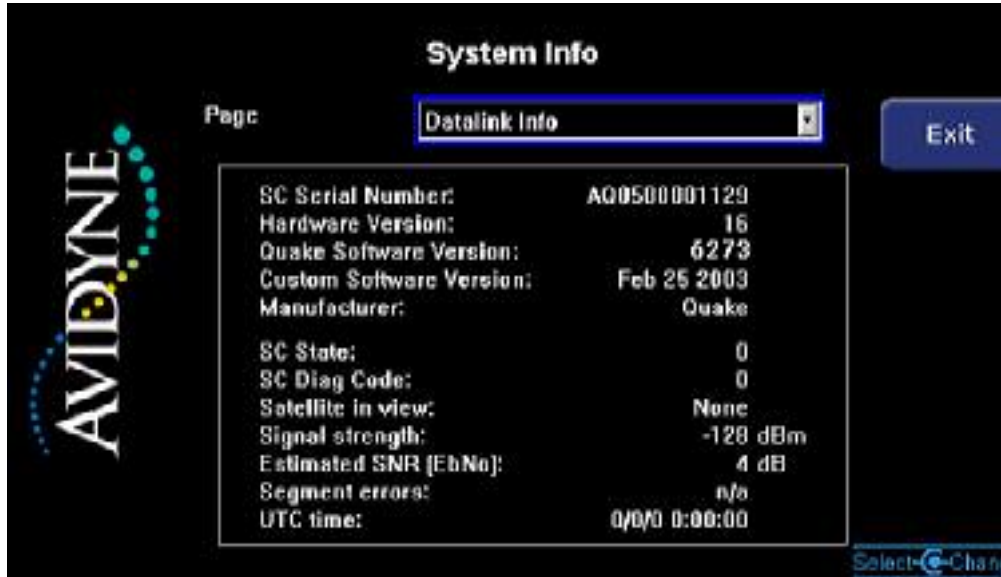 System Info
Page
Datalink Info
Exit
AVIDYNE
SC Serial Number: AQ0500001129
Hardware Version: 16
Quake Software Version: 6273
Custom Software Version: Feb 25 2003
Manufacturer: Quake
SC State: 0
SC Diag Code: 0
Satellite in view: None
Signal strength: dBm
Estimated SNR [EbNo]: 4 dB
Segment errors: n/a
UTC time: 0/0/0 0:00:00
Select Chan